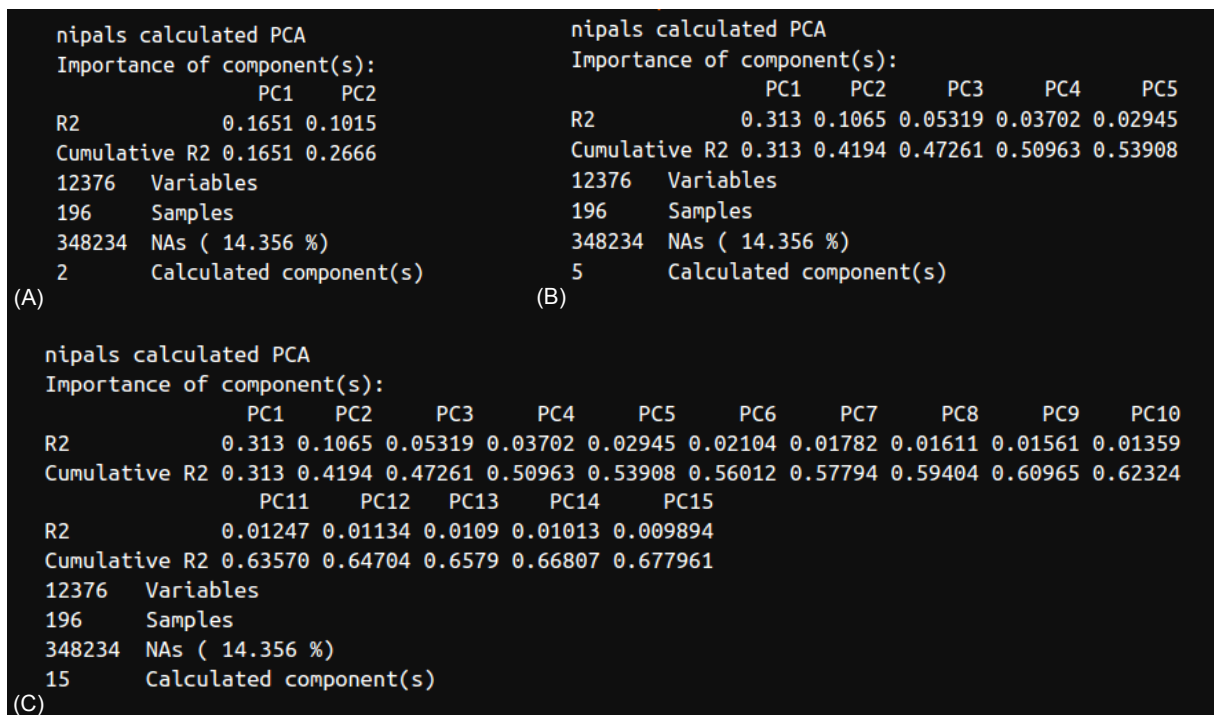 nipals calculated PCA
Importance of component(s):
PC1 PC2
R2 0.1651 0.1015
Cumulative R2 0.1651 0.2666
12376 Variables
196 Samples
348234 NAs ( 14.356 %)
2 Calculated component(s)
(A)
nipals calculated PCA
Importance of component(s):
PC1 PC2 PC3 PC4 PC5
R2 0.313 0.1065 0.05319 0.03702 0.02945
Cumulative R2 0.313 0.4194 0.47261 0.50963 0.53908
12376 Variables
196 Samples
348234 NAs ( 14.356 %)
5 Calculated component(s)
(B)
nipals calculated PCA
Importance of component(s):
PC1 PC2 PC3 PC4 PC5 PC6 PC7 PC8 PC9 PC10
R2 0.313 0.1065 0.05319 0.03702 0.02945 0.02104 0.01782 0.01611 0.01561 0.01359
Cumulative R2 0.313 0.4194 0.47261 0.50963 0.53908 0.56012 0.57794 0.59404 0.60965 0.62324
PC11 PC12 PC13 PC14 PC15
R2 0.01247 0.01134 0.0109 0.01013 0.009894
Cumulative R2 0.63570 0.64704 0.6579 0.66807 0.677961
12376 Variables
196 Samples
348234 NAs ( 14.356 %)
15 Calculated component(s)
(C)